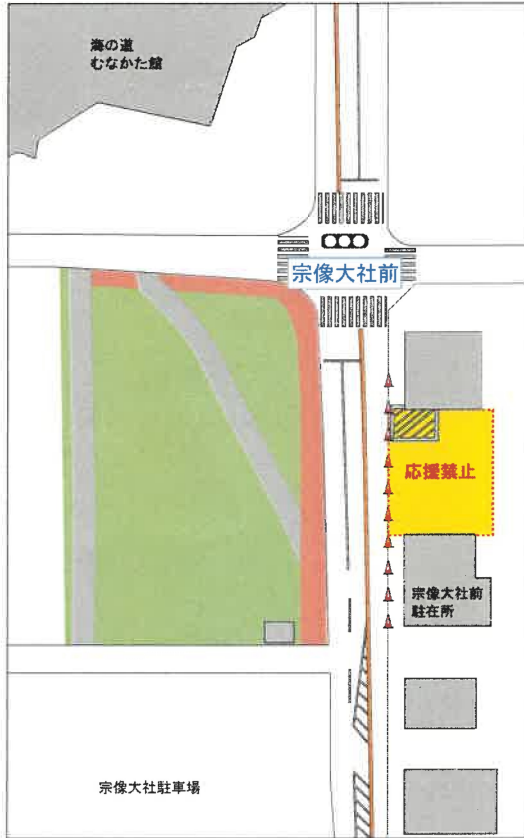 海の道
むなかた館
宗像大社前
応援禁止
宗像大社前
駐在所
宗像大社駐車場